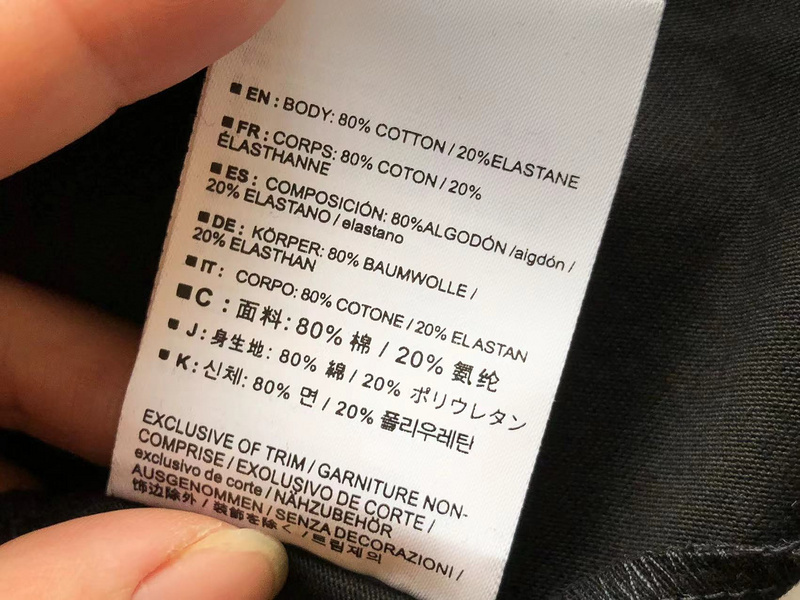 ■ EN : BODY: 80% COTTON / 20%ELASTANE
■ FR : CORPS: 80% COTON / 20%
ÉLASTHANNE
■ ES : COMPOSICIÓN: 80%ALGODÓN /aigdón /
20% ELASTANO / elastano
■ DE : KÖRPER: 80% BAUMWOLLE /
20% ELASTHAN
■ IT : CORPO: 80% COTONE / 20% ELASTAN
■ C : 面料: 80% 棉 / 20% 氨纶
■ J : 身生地: 80% 綿 / 20% ポリウレタン
■ K : 신체: 80% 면 / 20% 폴리우레탄
EXCLUSIVE OF TRIM / GARNITURE NON-
COMPRISE / EXOLUSIVO DE CORTE /
exclusivo de corte / NÄHZUBEHÖR
AUSGENOMMEN / SENZA DECORAZIONI /
饰边除外 / 装飾を除く / 트림제의